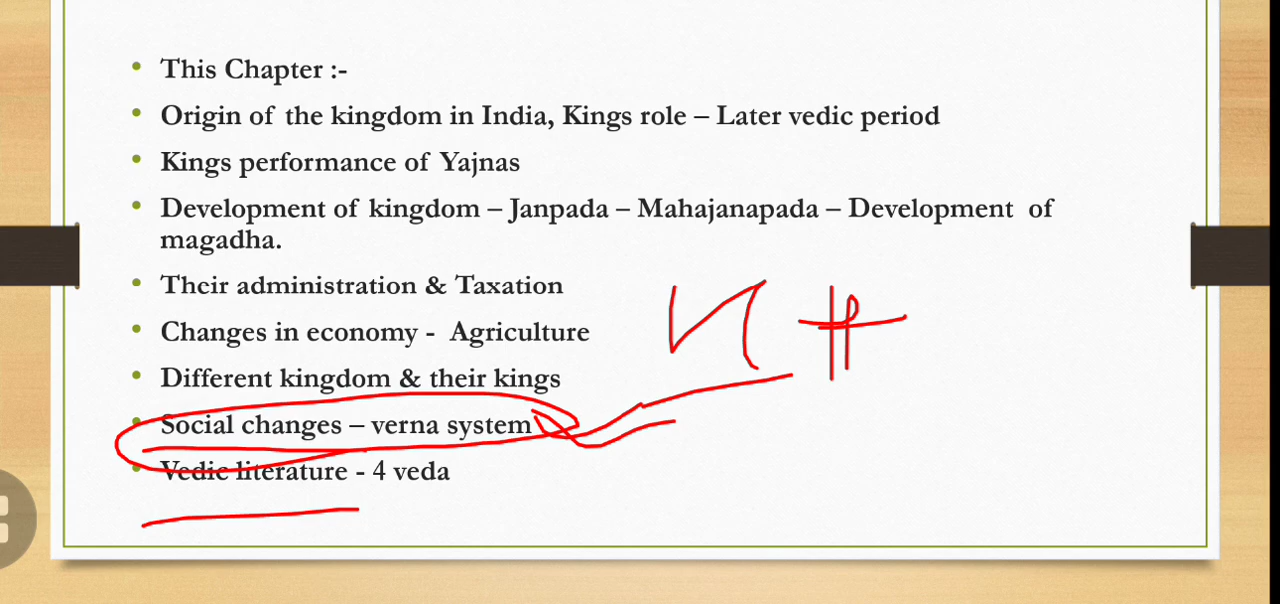 This Chapter :-
Origin of the kingdom in India, Kings role – Later vedic period
Kings performance of Yajnas
Development of kingdom – Janpada – Mahajanapada – Development of
magadha.
Their administration & Taxation
Changes in economy - Agriculture
Different kingdom & their kings
Social changes – verna system
Vedic literature - 4 veda